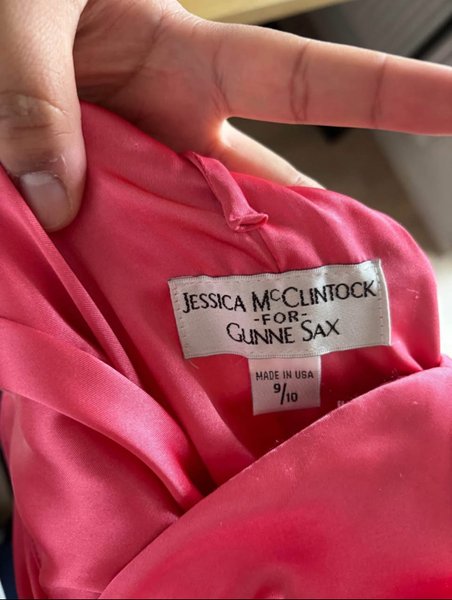 JESSICA McCLINTOCK
-FOR-
GUNNE SAX
MADE IN USA
9/10